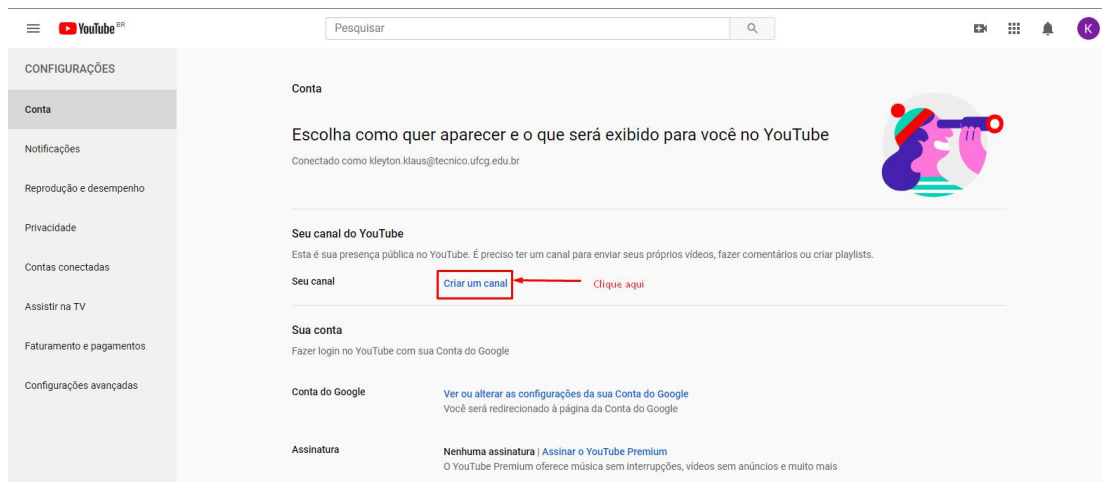 YouTube BR
Pesquisar
K
CONFIGURAÇÕES
Conta
Notificações
Reprodução e desempenho
Privacidade
Contas conectadas
Assistir na TV
Faturamento e pagamentos
Configurações avançadas
Conta
Escolha como quer aparecer e o que será exibido para você no YouTube
Conectado como kleyton.klaus@tecnico.ufcg.edu.br
Seu canal do YouTube
Esta é sua presença pública no YouTube. É preciso ter um canal para enviar seus próprios vídeos, fazer comentários ou criar playlists.
Seu canal Criar um canal Clique aqui
Sua conta
Fazer login no YouTube com sua Conta do Google
Conta do Google Ver ou alterar as configurações da sua Conta do Google
Você será redirecionado à página da Conta do Google
Assinatura Nenhuma assinatura | Assinar o YouTube Premium
O YouTube Premium oferece música sem interrupções, vídeos sem anúncios e muito mais